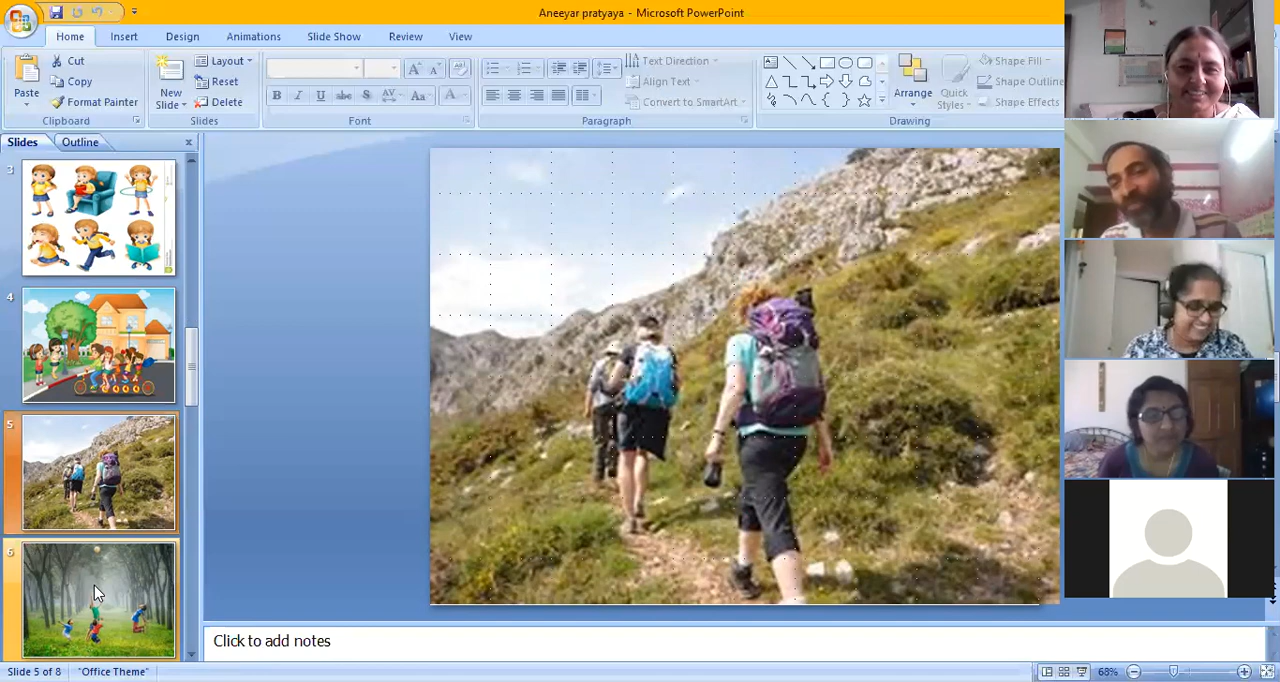 Aneeyar pratyaya - Microsoft PowerPoint
Home Insert Design Animations Slide Show Review View
Cut Layout Text Direction Shape Fill
Paste Copy New Slide Reset Align Text Arrange Quick Styles Shape Outline
Format Painter Delete Convert to SmartArt Shape Effects
Clipboard Slides Font Paragraph Drawing
Slides Outline
3
4
5
6
Click to add notes
Slide 5 of 8 "Office Theme" 68%